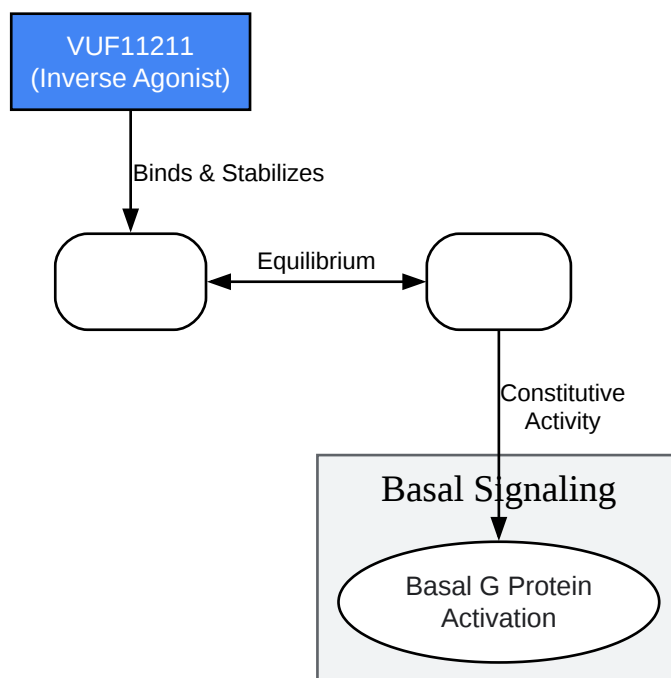 VUF11211
(Inverse Agonist)
Binds & Stabilizes
Equilibrium
Constitutive
Activity
Basal Signaling
Basal G Protein
Activation